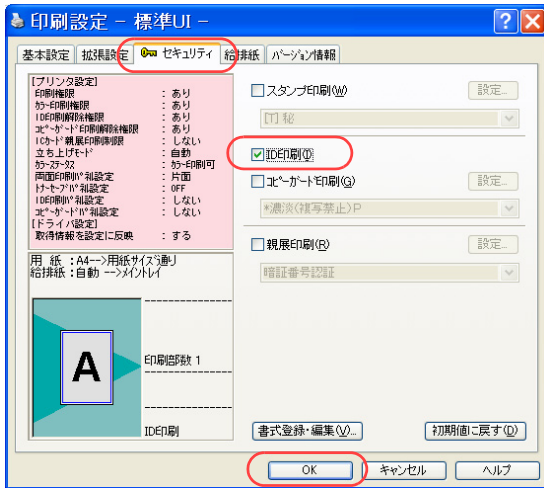 印刷設定 - 標準UI -
基本設定 拡張設定 セキュリティ 給排紙 バージョン情報
[プリンタ設定]
印刷権限 : あり
カラー印刷権限 : あり
ID印刷解除権限 : あり
コピーガード印刷解除権限 : あり
ICカード親展印刷制限 : しない
立ち上げモード : 自動
カラーステータス : カラー印刷可
両面印刷パネル設定 : 片面
トナーセーブパネル設定 : OFF
ID印刷パネル設定 : しない
コピーガードパネル設定 : しない
[ドライバ設定]
取得情報を設定に反映 : する
用 紙 :A4-->用紙サイズ通り
給排紙:自動 -->メイントレイ
A
印刷部数 1
ID印刷
スタンプ印刷(W) 設定...
[T] 秘
ID印刷(I)
コピーガード印刷(G) 設定...
*濃淡(複写禁止)P
親展印刷(R) 設定...
暗証番号認証
書式登録・編集(V)... 初期値に戻す(D)
OK キャンセル ヘルプ